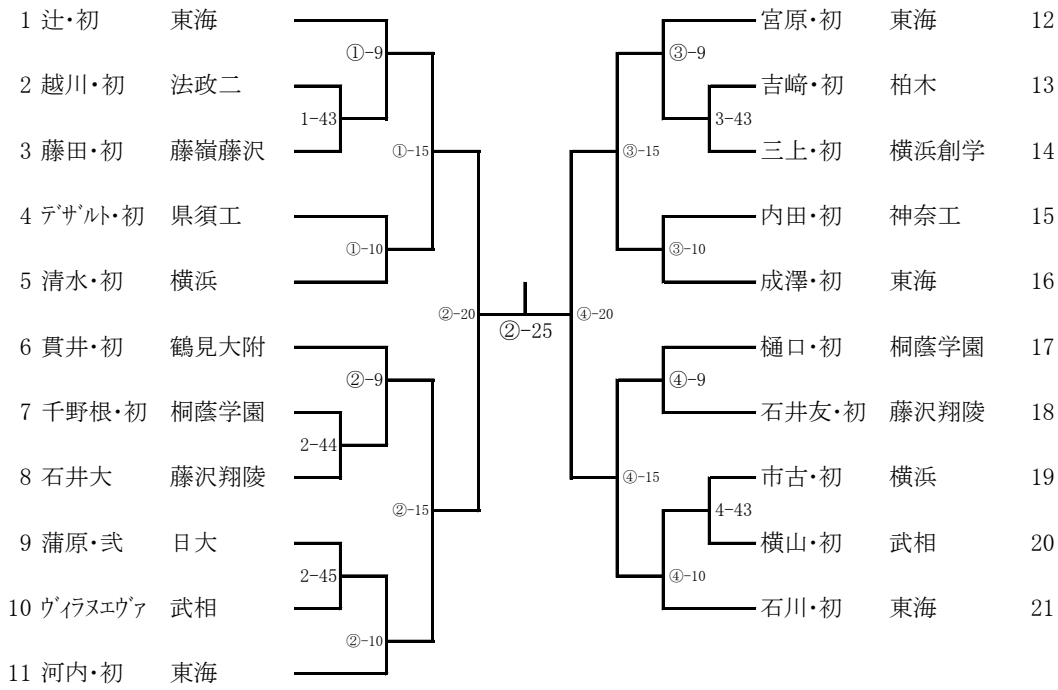 1 辻・初 東海
①-9
2 越川・初 法政二
1-43
3 藤田・初 藤嶺藤沢
①-15
4 デザルト・初 県須工
①-10
5 清水・初 横浜
②-20
6 貫井・初 鶴見大附
②-9
7 千野根・初 桐蔭学園
2-44
8 石井大 藤沢翔陵
②-15
9 蒲原・弐 日大
2-45
10 ヴィラヌエヴァ 武相
②-10
11 河内・初 東海
②-25
宮原・初 東海 12
③-9
吉﨑・初 柏木 13
3-43
三上・初 横浜創学 14
③-15
内田・初 神奈工 15
③-10
成澤・初 東海 16
④-20
樋口・初 桐蔭学園 17
④-9
石井友・初 藤沢翔陵 18
④-15
市古・初 横浜 19
4-43
横山・初 武相 20
④-10
石川・初 東海 21